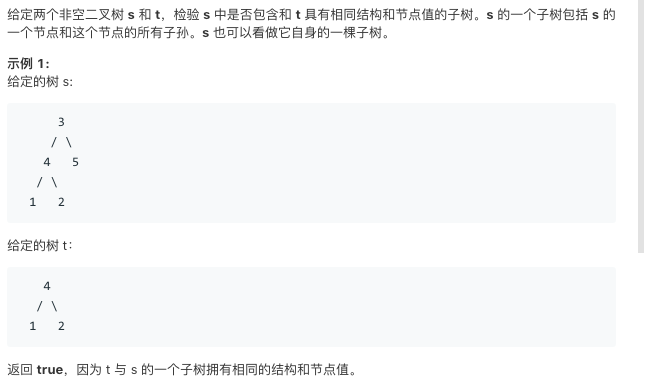 给定两个非空二叉树 s 和 t，检验 s 中是否包含和 t 具有相同结构和节点值的子树。s 的一个子树包括 s 的
一个节点和这个节点的所有子孙。s 也可以看做它自身的一棵子树。
示例 1:
给定的树 s:
3
/ \
4 5
/ \
1 2
给定的树 t：
4
/ \
1 2
返回 true，因为 t 与 s 的一个子树拥有相同的结构和节点值。